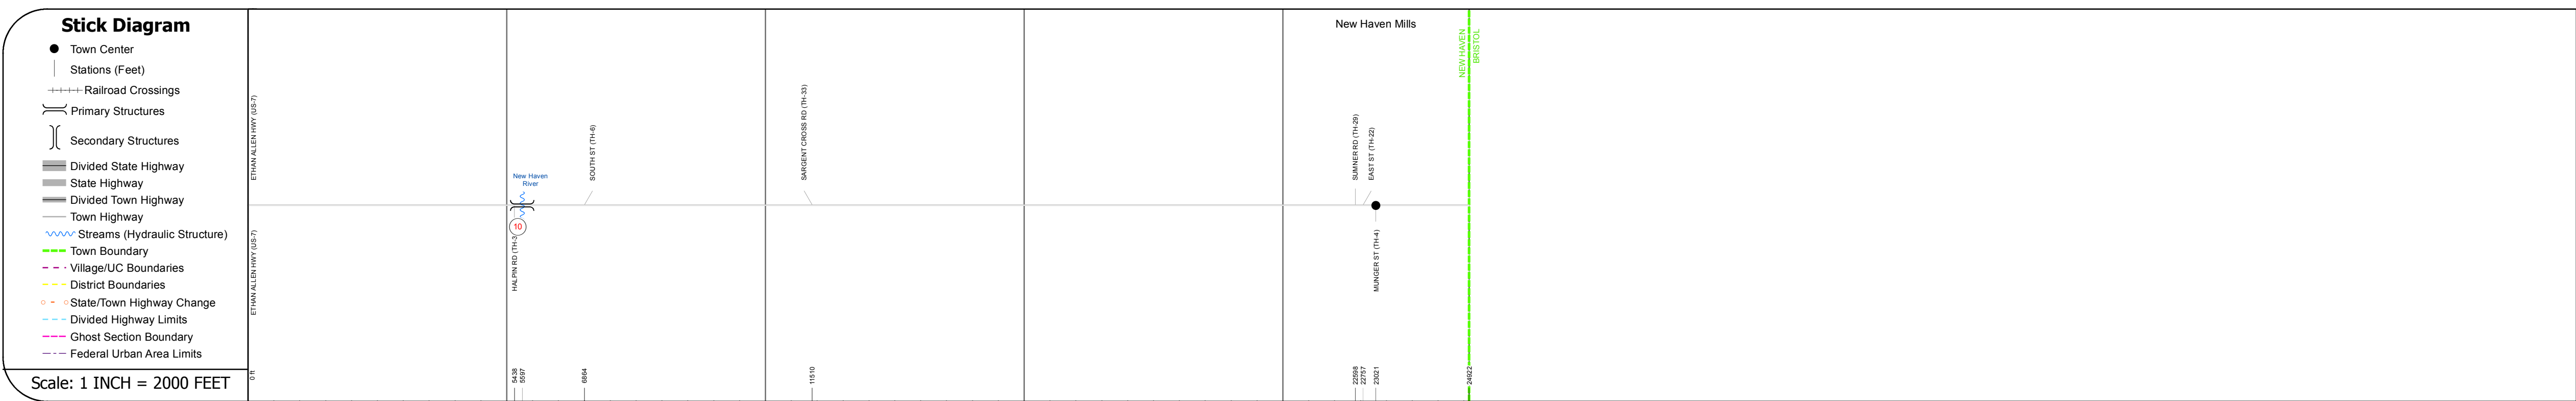 Stick Diagram
Town Center
Stations (Feet)
Railroad Crossings
Primary Structures
Secondary Structures
Divided State Highway
State Highway
Divided Town Highway
Town Highway
Streams (Hydraulic Structure)
Town Boundary
Village/UC Boundaries
District Boundaries
State/Town Highway Change
Divided Highway Limits
Ghost Section Boundary
Federal Urban Area Limits
Scale: 1 INCH = 2000 FEET
ETHAN ALLEN HWY (US-7)
ETHAN ALLEN HWY (US-7)
0 ft
New Haven
River
10
HALPIN RD (TH-3
5438
5597
SOUTH ST (TH-6)
6864
SARGENT CROSS RD (TH-33)
11510
New Haven Mills
SUMNER RD (TH-29)
EAST ST (TH-22)
MUNGER ST (TH-4)
22598
22757
23021
NEW HAVEN
BRISTOL
24922